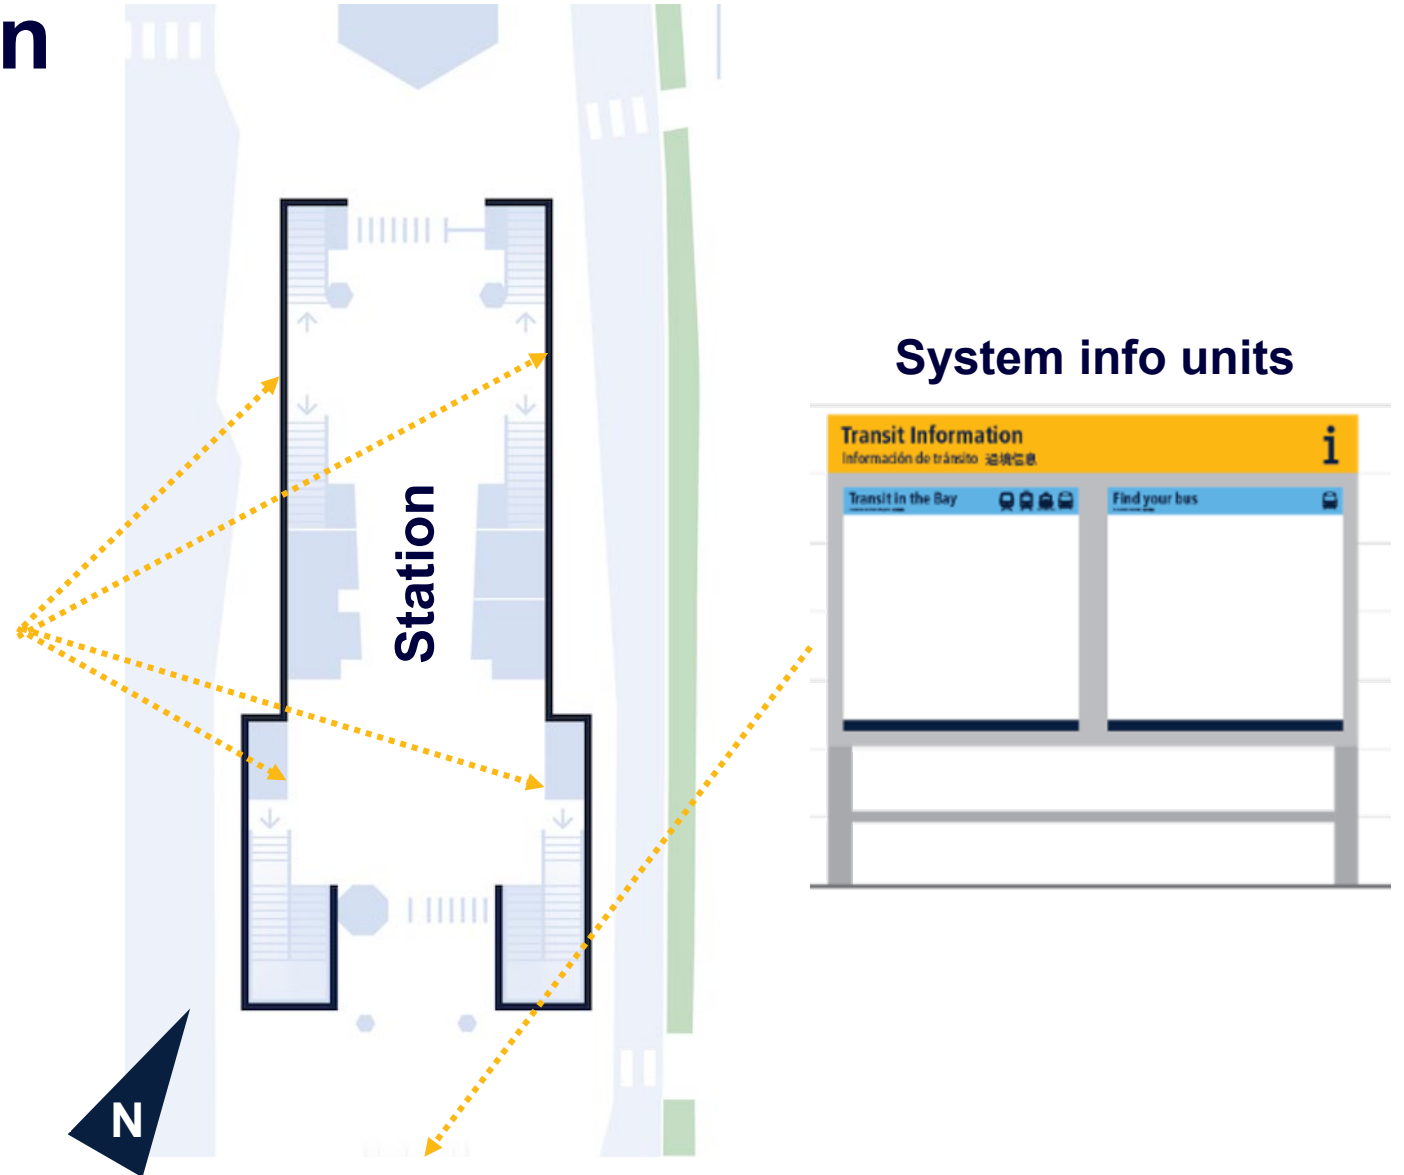 n
System info units
Transit Information
i
Información de tránsito
Transit in the Bay
Find your bus
Station
N